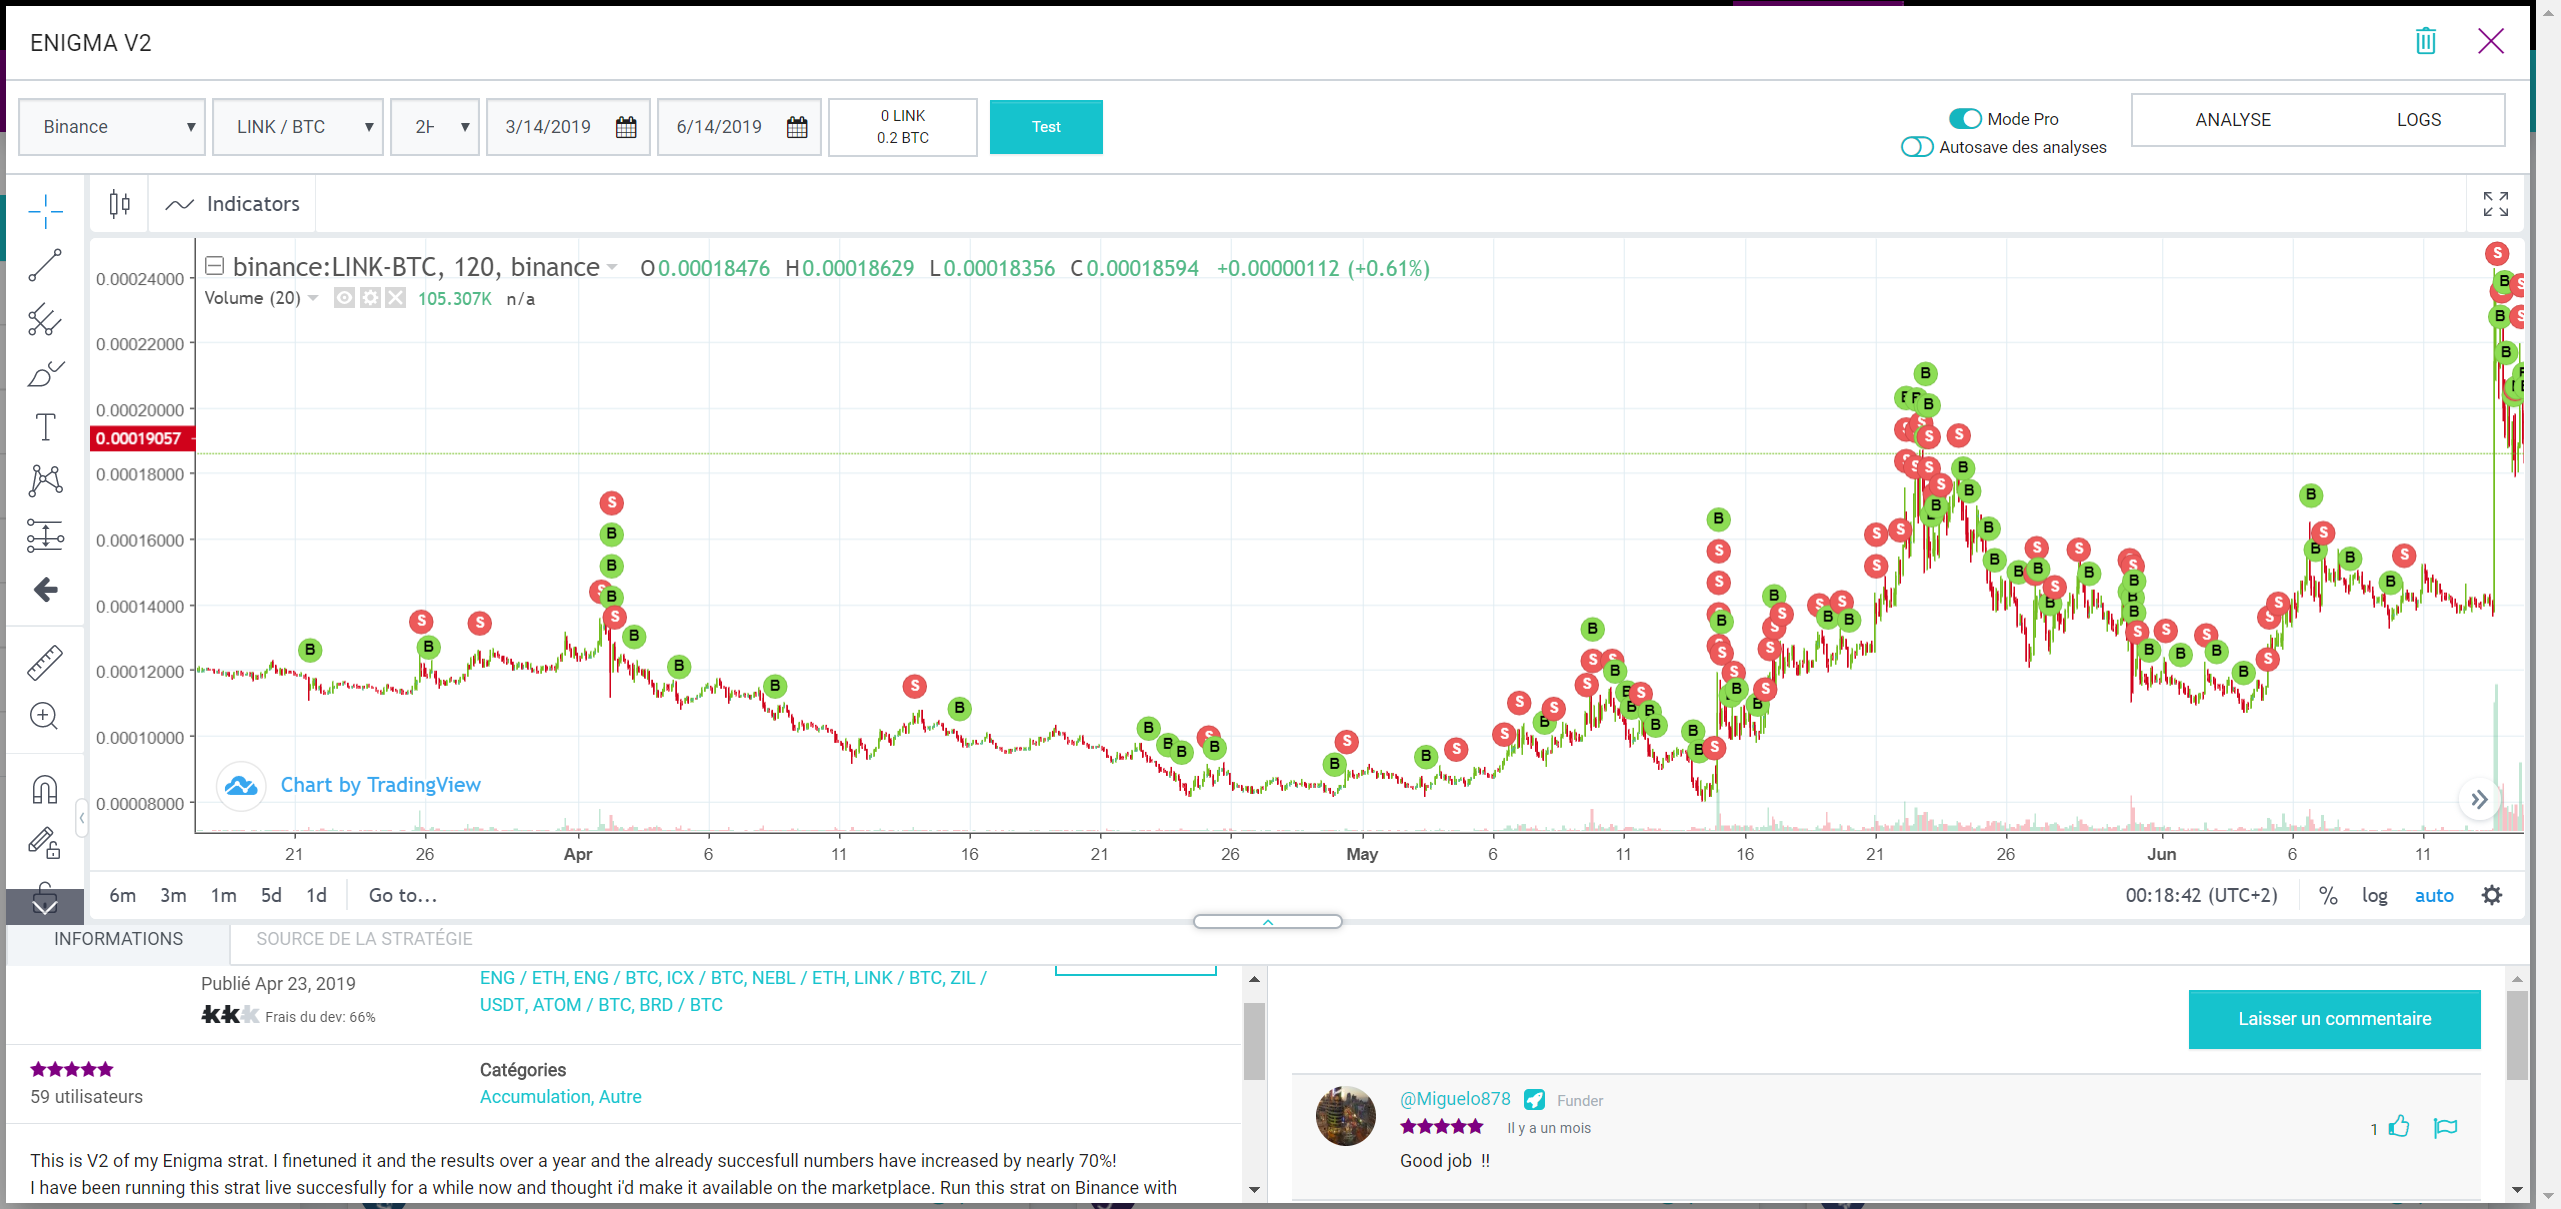 ENIGMA V2
Binance ▼ LINK / BTC ▼ 2H ▼ 3/14/2019 6/14/2019
0 LINK
0.2 BTC
Test
Mode Pro
Autosave des analyses
ANALYSE LOGS
Indicators
binance:LINK-BTC, 120, binance O0.00018476 H0.00018629 L0.00018356 C0.00018594 +0.00000112 (+0.61%)
Volume (20) 105.307K n/a
0.00024000
0.00022000
0.00020000
0.00019057
0.00018000
0.00016000
0.00014000
0.00012000
0.00010000
0.00008000
Chart by TradingView
21 26 Apr 6 11 16 21 26 May 6 11 16 21 26 Jun 6 11
6m 3m 1m 5d 1d Go to... 00:18:42 (UTC+2) % log auto
INFORMATIONS SOURCE DE LA STRATÉGIE
Publié Apr 23, 2019
Frais du dev: 66%
ENG / ETH, ENG / BTC, ICX / BTC, NEBL / ETH, LINK / BTC, ZIL /
USDT, ATOM / BTC, BRD / BTC
59 utilisateurs
Catégories
Accumulation, Autre
This is V2 of my Enigma strat. I finetuned it and the results over a year and the already succesfull numbers have increased by nearly 70%!
I have been running this strat live succesfully for a while now and thought i'd make it available on the marketplace. Run this strat on Binance with
Laisser un commentaire
@Miguelo878 Funder
Il y a un mois
1
Good job !!